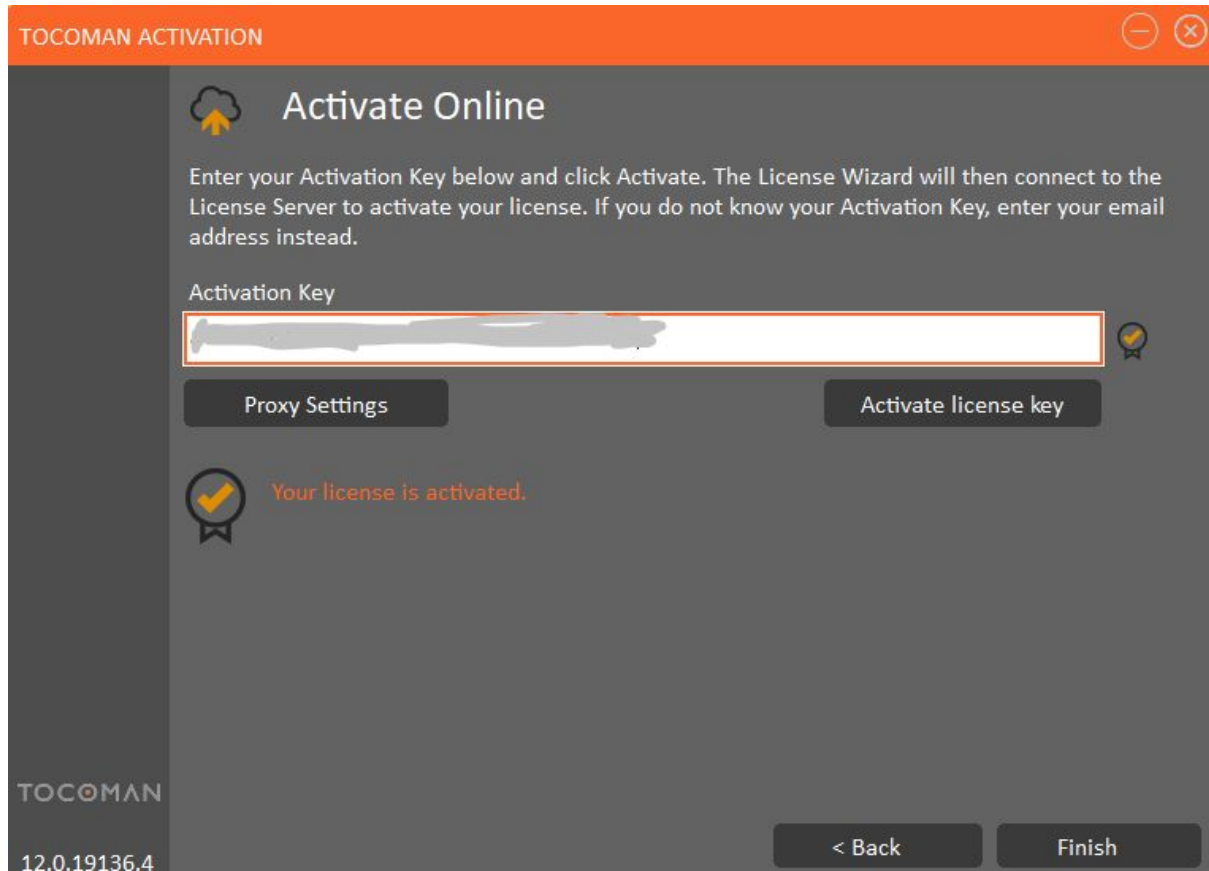 TOCOMAN ACTIVATION
Activate Online
Enter your Activation Key below and click Activate. The License Wizard will then connect to the
License Server to activate your license. If you do not know your Activation Key, enter your email
address instead.
Activation Key
Proxy Settings
Activate license key
Your license is activated.
TOCOMAN
12.0.19136.4
< Back
Finish